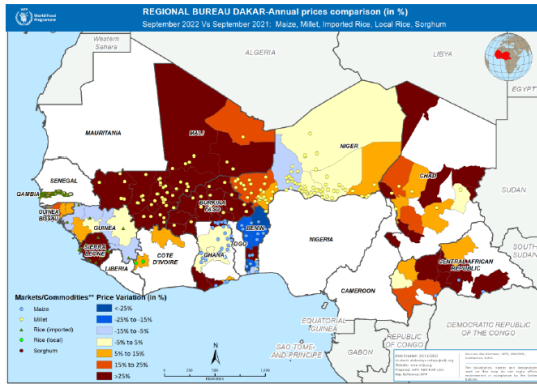 WFP
World Food
Programme
REGIONAL BUREAU DAKAR-Annual prices comparison (in %)
September 2022 Vs September 2021: Maize, Millet, Imported Rice, Local Rice, Sorghum
Western
Sahara
ALGERIA
LIBYA
EGYPT
MAURITANIA
MALI
NIGER
CHAD
SUDAN
SENEGAL
GAMBIA
GUINEA
BISSAU
GUINEA
SIERRA
LEONE
LIBERIA
COTE
D'IVOIRE
BURKINA
FASO
GHANA
TOGO
BENIN
NIGERIA
CAMEROON
CENTRAL AFRICAN
REPUBLIC
SOUTH
SUDAN
EQUATORIAL
GUINEA
SAO TOME
AND PRINCIPE
GABON
REPUBLIC
OF CONGO
DEMOCRATIC REPUBLIC
OF THE CONGO
Markets/Commodities** Price Variation (in %)
Maize
Millet
Rice (imported)
Rice (local)
Sorghum
<-25%
-25% to -15%
-15% to -5%
-5% to 5%
5% to 15%
15% to 25%
>25%
N